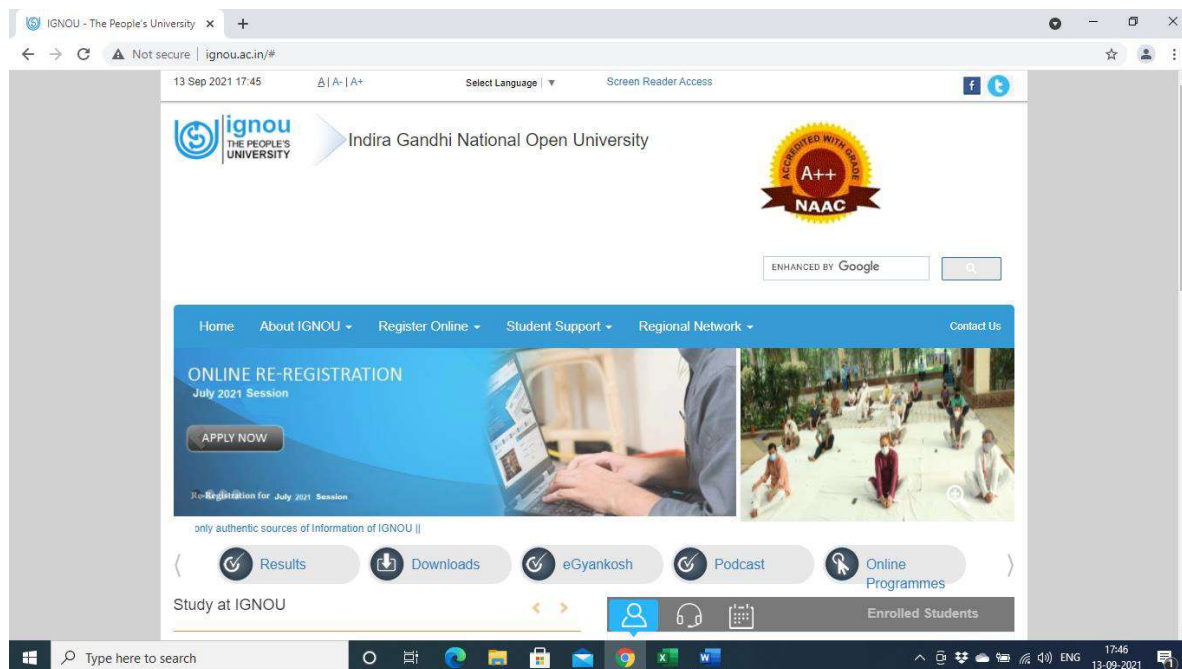 IGNOU - The People's University
Not secure | ignou.ac.in/#
13 Sep 2021 17:45 A | A- | A+ Select Language ▼ Screen Reader Access
ignou
THE PEOPLE'S
UNIVERSITY
Indira Gandhi National Open University
ACCREDITED WITH GRADE
A++
NAAC
ENHANCED BY Google
Home About IGNOU Register Online Student Support Regional Network Contact Us
ONLINE RE-REGISTRATION
July 2021 Session
APPLY NOW
Re-Registration for July 2021 Session
only authentic sources of Information of IGNOU ||
Results Downloads eGyankosh Podcast Online
Programmes
Study at IGNOU Enrolled Students
Type here to search
ENG 17:46
13-09-2021